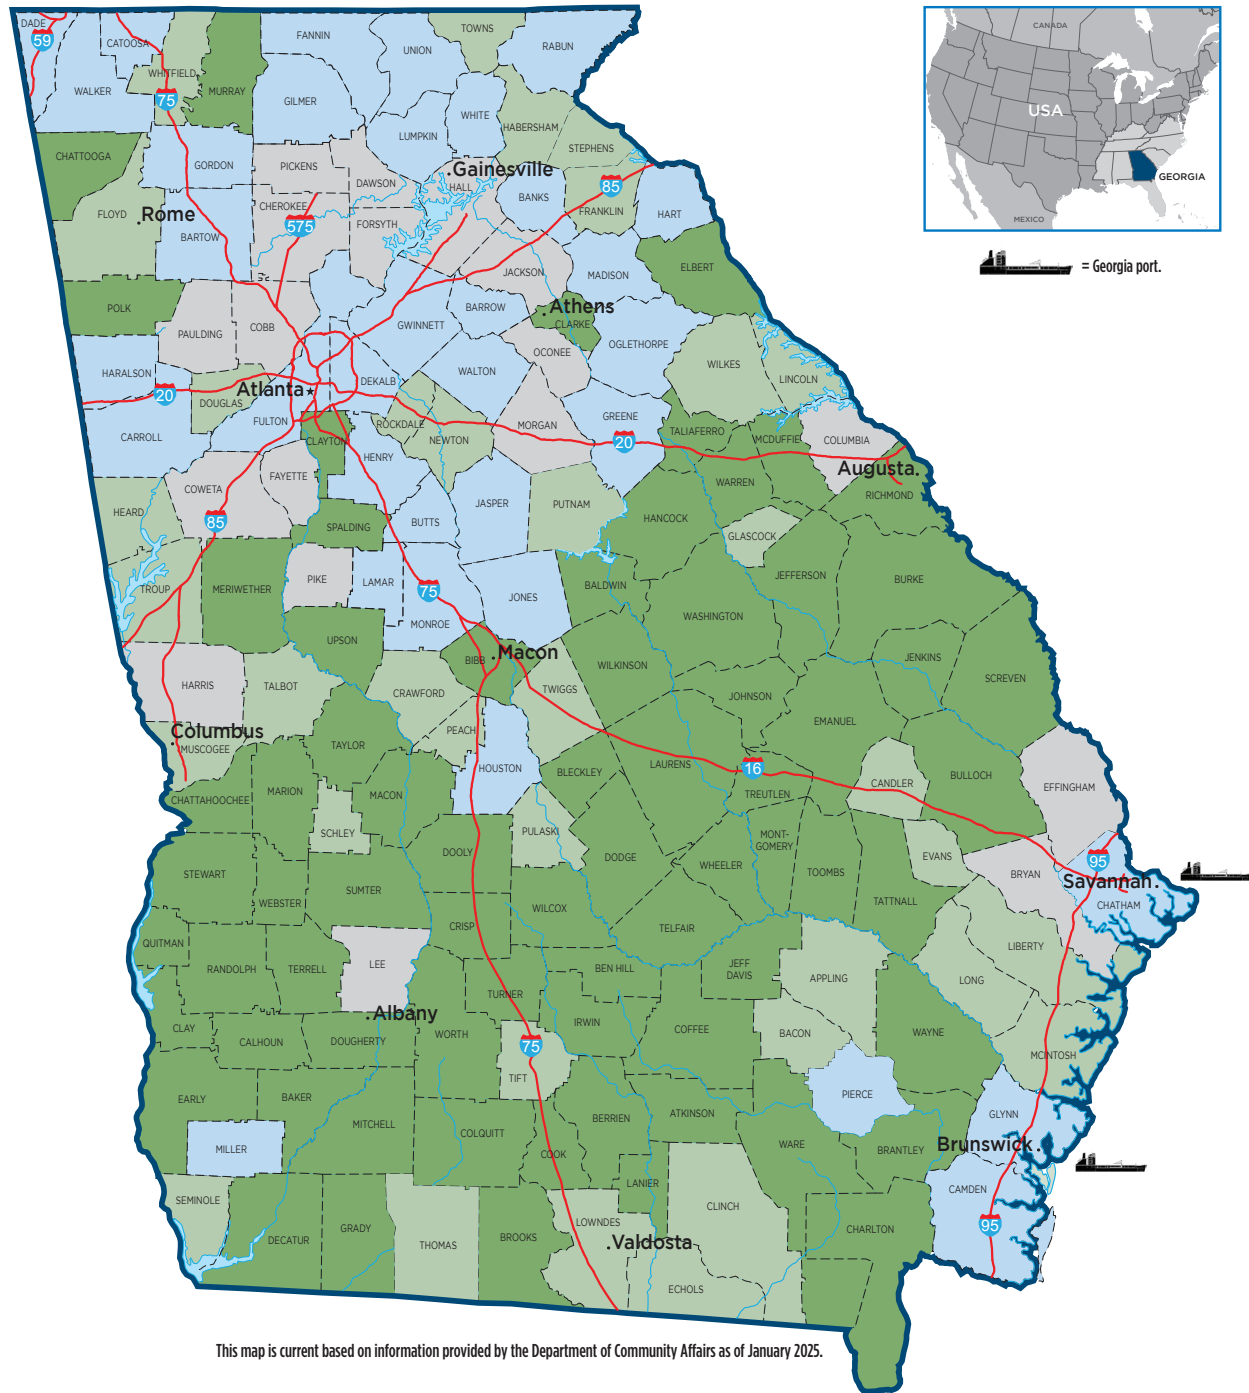 DADE
59
CATOOSA
WALKER
WHITFIELD
75
MURRAY
FANNIN
UNION
TOWNS
RABUN
GILMER
LUMPKIN
WHITE
HABERSHAM
STEPHENS
CHATTOOGA
GORDON
PICKENS
DAWSON
Gainesville
HALL
BANKS
85
FRANKLIN
HART
FLOYD
Rome
BARTOW
CHEROKEE
575
FORSYTH
JACKSON
MADISON
ELBERT
POLK
PAULDING
COBB
GWINNETT
BARROW
Athens
CLARKE
OGLETHORPE
OCONEE
WILKES
LINCOLN
HARALSON
20
DOUGLAS
Atlanta
DEKALB
WALTON
CARROLL
FULTON
CLAYTON
ROCKDALE
NEWTON
MORGAN
GREENE
20
TALIAFERRO
MCDUFFIE
COLUMBIA
Augusta
RICHMOND
HENRY
COWETA
FAYETTE
85
HEARD
SPALDING
BUTTS
JASPER
PUTNAM
HANCOCK
WARREN
GLASCOCK
JEFFERSON
BURKE
TROUP
MERIWETHER
PIKE
LAMAR
75
MONROE
JONES
BALDWIN
WASHINGTON
UPSON
BIBB
Macon
WILKINSON
JENKINS
SCREVEN
HARRIS
TALBOT
CRAWFORD
TWIGGS
JOHNSON
EMANUEL
Columbus
MUSCOGEE
TAYLOR
PEACH
HOUSTON
BLECKLEY
LAURENS
16
TREUTLEN
CANDLER
BULLOCH
EFFINGHAM
CHATTAHOOCHEE
MARION
MACON
SCHLEY
DOOLY
PULASKI
DODGE
WHEELER
MONT-
GOMERY
TOOMBS
EVANS
TATTNALL
BRYAN
95
Savannah
CHATHAM
STEWART
WEBSTER
SUMTER
CRISP
WILCOX
TELFAIR
LIBERTY
QUITMAN
RANDOLPH
TERRELL
LEE
BEN HILL
JEFF
DAVIS
APPLING
LONG
TURNER
Albany
CLAY
CALHOUN
DOUGHERTY
WORTH
75
TIFT
IRWIN
COFFEE
BACON
WAYNE
MCINTOSH
EARLY
BAKER
MITCHELL
COLQUITT
BERRIEN
ATKINSON
PIERCE
GLYNN
Brunswick
MILLER
COOK
WARE
BRANTLEY
SEMINOLE
LANIER
CLINCH
CAMDEN
95
DECATUR
GRADY
THOMAS
BROOKS
LOWNDES
Valdosta
ECHOLS
CHARLTON
CANADA
USA
GEORGIA
MEXICO
= Georgia port.
This map is current based on information provided by the Department of Community Affairs as of January 2025.